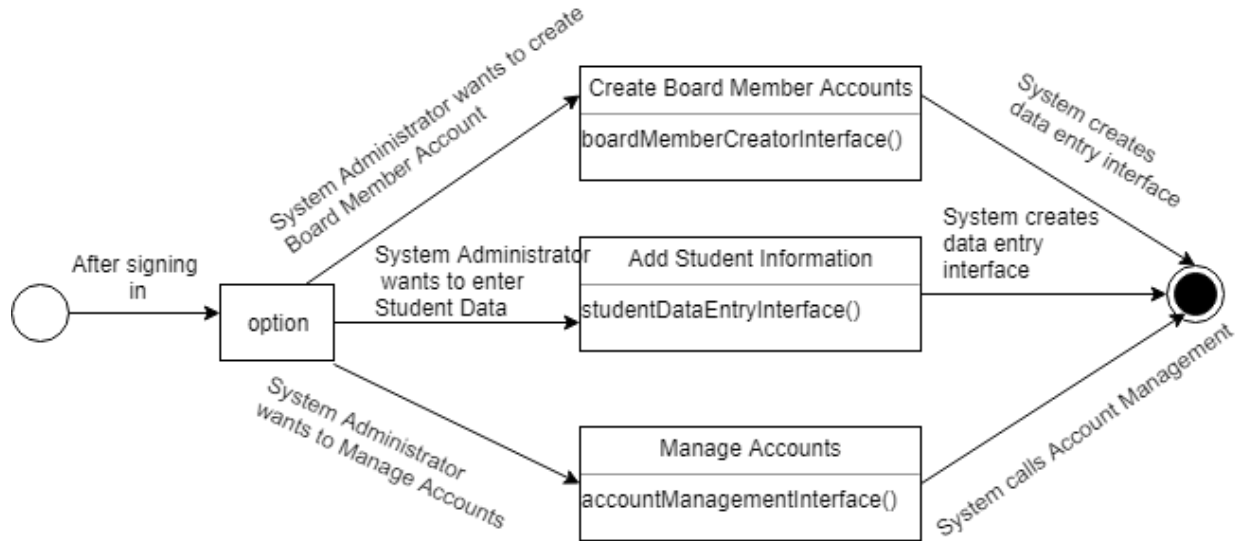 After signing
in
option
System Administrator wants to create
Board Member Account
System Administrator
wants to enter
Student Data
System Administrator
wants to Manage Accounts
Create Board Member Accounts
boardMemberCreatorInterface()
Add Student Information
studentDataEntryInterface()
Manage Accounts
accountManagementInterface()
System creates
data entry interface
System creates
data entry
interface
System calls Account Management